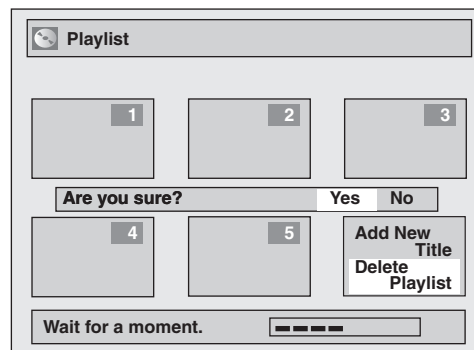 Playlist
1
2
3
Are you sure? Yes No
4
5
Add New
Title
Delete
Playlist
Wait for a moment.